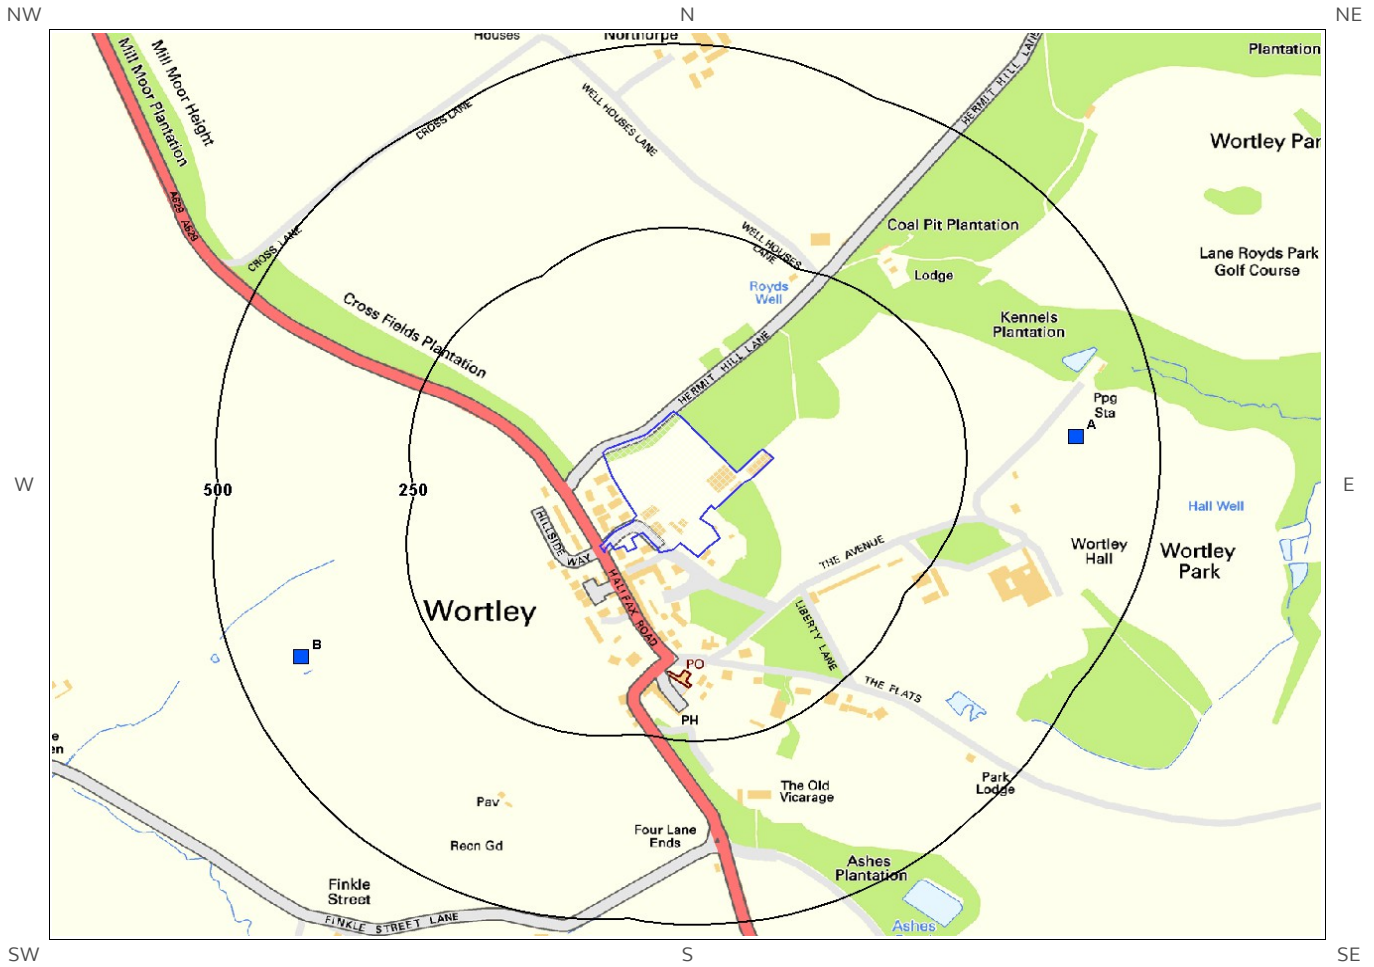 NW
N
NE
Houses
Northorpe
Plantation
Mill Moor Height
Mill Moor Plantation
HERMIT HILL LANE
CROSS LANE
WELL HOUSES LANE
Wortley Par
A629 A629
CROSS LANE
WELL HOUSES
LANE
Coal Pit Plantation
Lane Royds Park
Golf Course
Lodge
Royds
Well
Cross Fields Plantation
Kennels
Plantation
HERMIT HILL LANE
Ppg
Sta
A
W
500
250
E
Hall Well
HILLSIDE
WAY
THE AVENUE
Wortley
Hall
Wortley
Park
HALIFAX ROAD
Wortley
LIBERTY LANE
B
PO
THE FLATS
PH
e
en
The Old
Vicarage
Park
Lodge
Pav
Four Lane
Ends
Recn Gd
Ashes
Plantation
Finkle
Street
FINKLE STREET LANE
Ashes
SW
S
SE